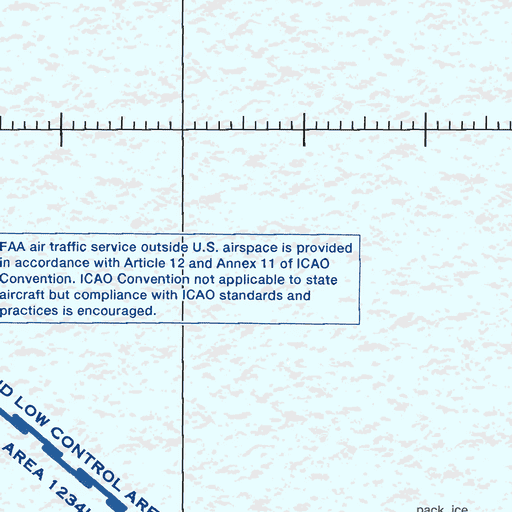 FAA air traffic service outside U.S. airspace is provided
in accordance with Article 12 and Annex 11 of ICAO
Convention. ICAO Convention not applicable to state
aircraft but compliance with ICAO standards and
practices is encouraged.
LOW CONTROL ARE
AREA 1234
pack ice